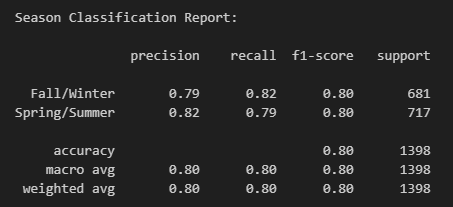 Season Classification Report:
precision recall f1-score support
Fall/Winter 0.79 0.82 0.80 681
Spring/Summer 0.82 0.79 0.80 717
accuracy 0.80 1398
macro avg 0.80 0.80 0.80 1398
weighted avg 0.80 0.80 0.80 1398